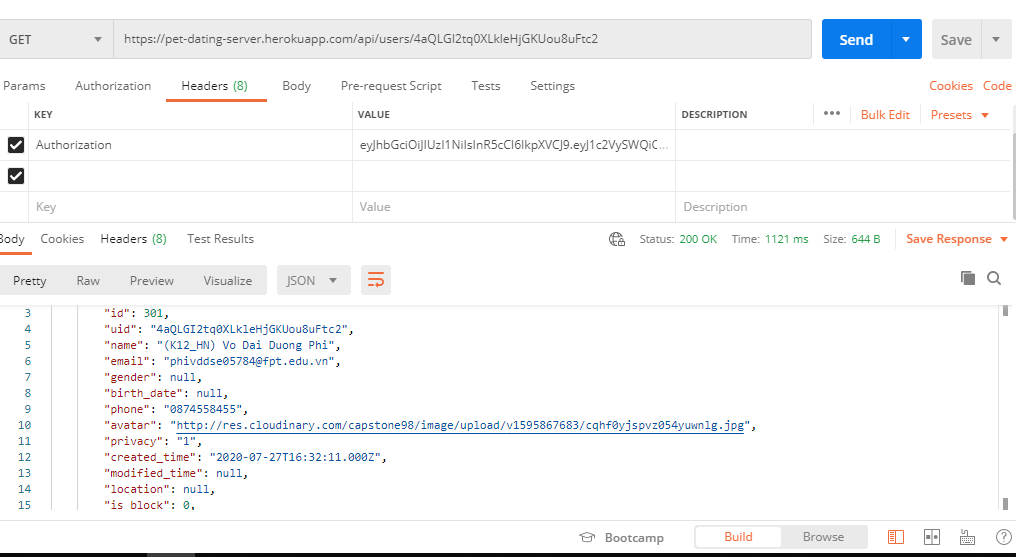 GET https://pet-dating-server.herokuapp.com/api/users/4aQLGI2tq0XLkleHjGKUou8uFtc2 Send Save
Params Authorization Headers (8) Body Pre-request Script Tests Settings Cookies Code
KEY VALUE DESCRIPTION ••• Bulk Edit Presets
Authorization eyJhbGciOiJIUzI1NiIsInR5cCI6IkpXVCJ9.eyJ1c2VySWQiC...
Key Value Description
Body Cookies Headers (8) Test Results Status: 200 OK Time: 1121 ms Size: 644 B Save Response
Pretty Raw Preview Visualize JSON
3 "id": 301,
4 "uid": "4aQLGI2tq0XLkleHjGKUou8uFtc2",
5 "name": "(K12_HN) Vo Dai Duong Phi",
6 "email": "phivddse05784@fpt.edu.vn",
7 "gender": null,
8 "birth_date": null,
9 "phone": "0874558455",
10 "avatar": "http://res.cloudinary.com/capstone98/image/upload/v1595867683/cqhf0yjspvz054yuwnlg.jpg",
11 "privacy": "1",
12 "created_time": "2020-07-27T16:32:11.000Z",
13 "modified_time": null,
14 "location": null,
15 "is block": 0,
Bootcamp Build Browse